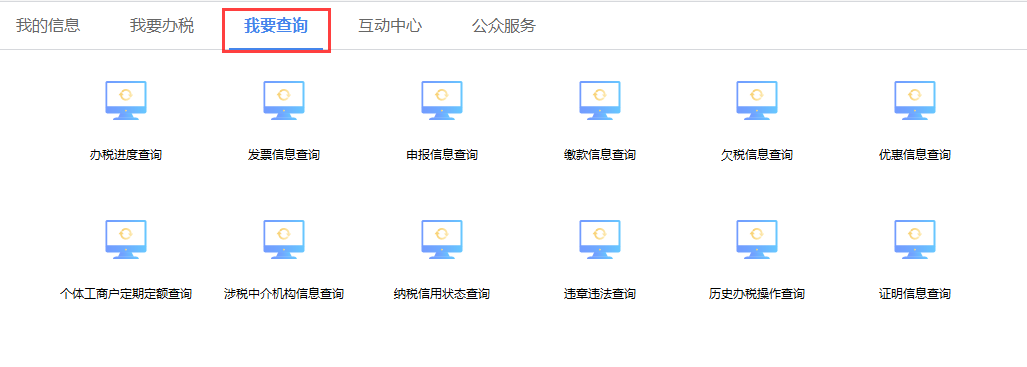 我的信息 我要办税 我要查询 互动中心 公众服务
办税进度查询 发票信息查询 申报信息查询 缴款信息查询 欠税信息查询 优惠信息查询
个体工商户定期定额查询 涉税中介机构信息查询 纳税信用状态查询 违章违法查询 历史办税操作查询 证明信息查询